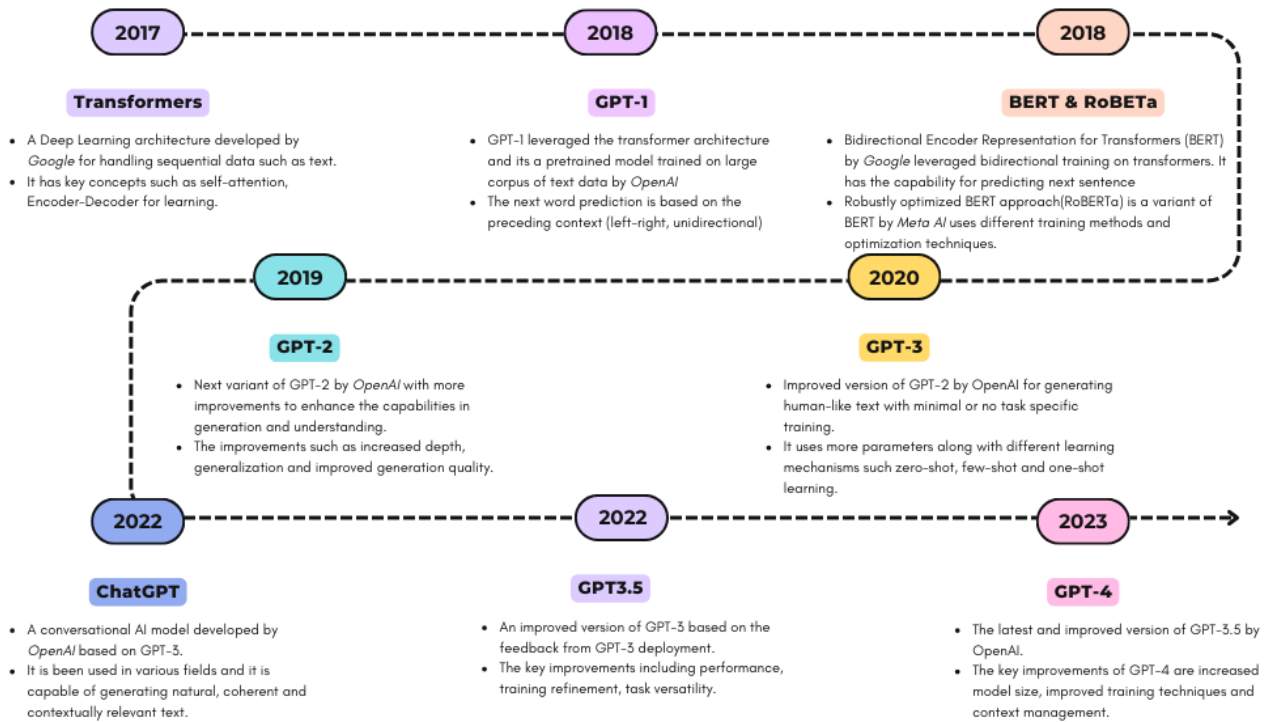 2017
2018
2018
Transformers
GPT-1
BERT & RoBETa
• A Deep Learning architecture developed by
Google for handling sequential data such as text.
• It has key concepts such as self-attention,
Encoder-Decoder for learning.
• GPT-1 leveraged the transformer architecture
and its a pretrained model trained on large
corpus of text data by OpenAI
• The next word prediction is based on the
preceding context (left-right, unidirectional)
• Bidirectional Encoder Representation for Transformers (BERT)
by Google leveraged bidirectional training on transformers. It
has the capability for predicting next sentence
• Robustly optimized BERT approach(RoBERTa) is a variant of
BERT by Meta AI uses different training methods and
optimization techniques.
2019
2020
GPT-2
GPT-3
• Next variant of GPT-2 by OpenAI with more
improvements to enhance the capabilities in
generation and understanding.
• The improvements such as increased depth,
generalization and improved generation quality.
• Improved version of GPT-2 by OpenAI for generating
human-like text with minimal or no task specific
training.
• It uses more parameters along with different learning
mechanisms such zero-shot, few-shot and one-shot
learning.
2022
2022
2023
ChatGPT
GPT3.5
GPT-4
• A conversational AI model developed by
OpenAI based on GPT-3.
• It is been used in various fields and it is
capable of generating natural, coherent and
contextually relevant text.
• An improved version of GPT-3 based on the
feedback from GPT-3 deployment.
• The key improvements including performance,
training refinement, task versatility.
• The latest and improved version of GPT-3.5 by
OpenAI.
• The key improvements of GPT-4 are increased
model size, improved training techniques and
context management.